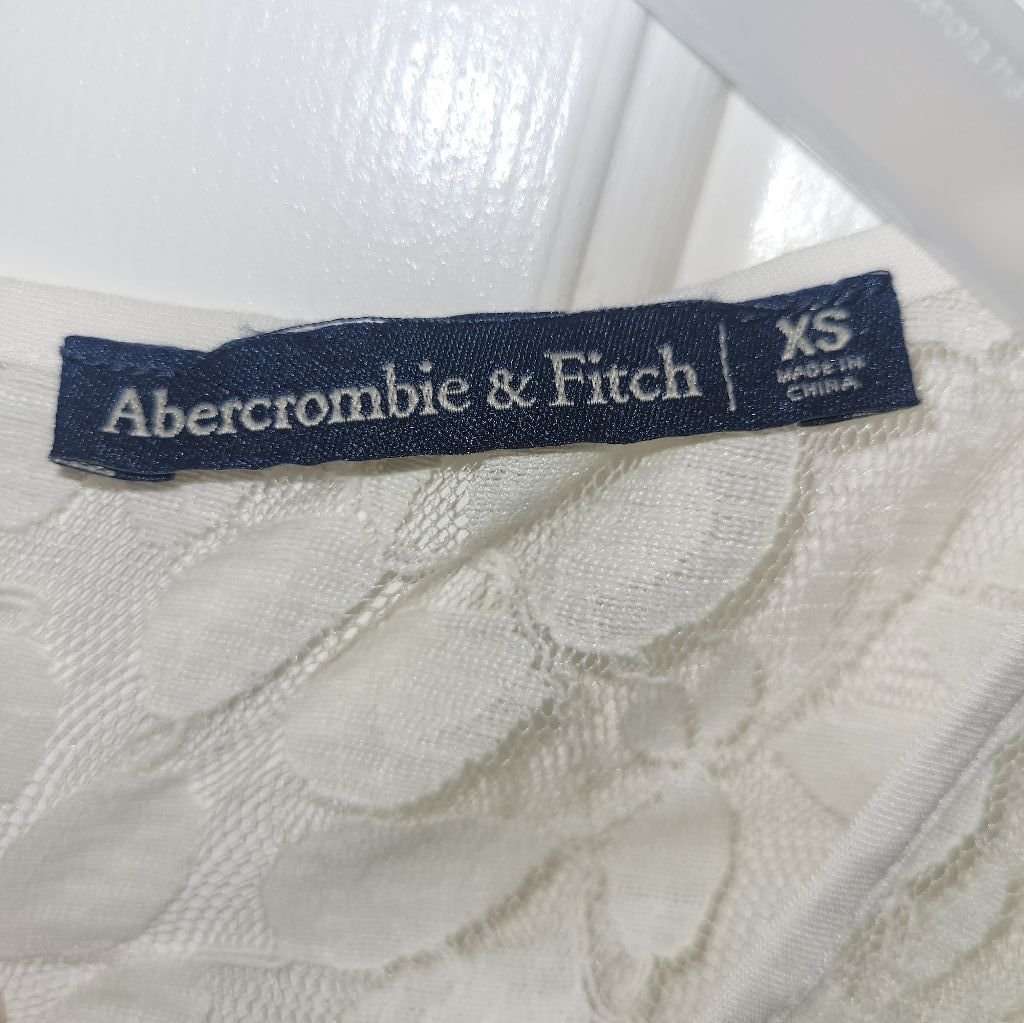 Abercrombie & Fitch
XS
MADE IN
CHINA